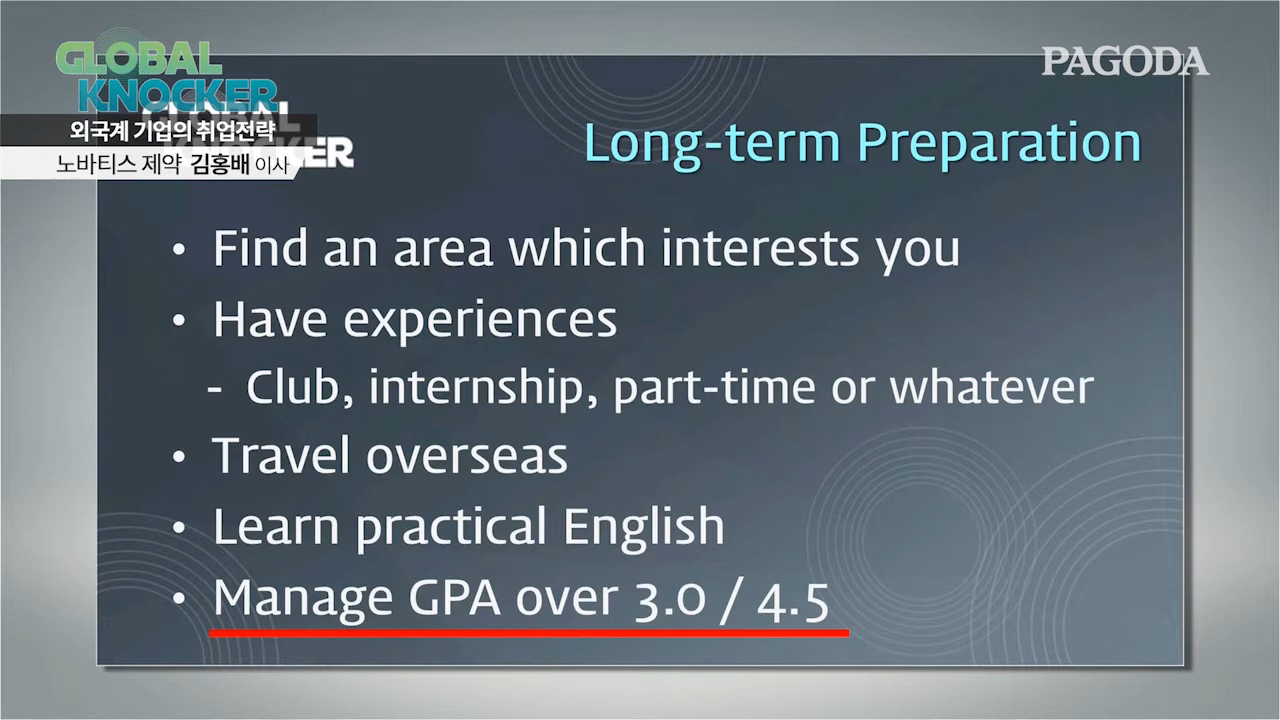 GLOBAL
KNOCKER
외국계 기업의 취업전략
노바티스 제약 김홍배 이사
GLOBAL
KNOCKER
PAGODA
Long-term Preparation
• Find an area which interests you
• Have experiences
- Club, internship, part-time or whatever
• Travel overseas
• Learn practical English
• Manage GPA over 3.0 / 4.5